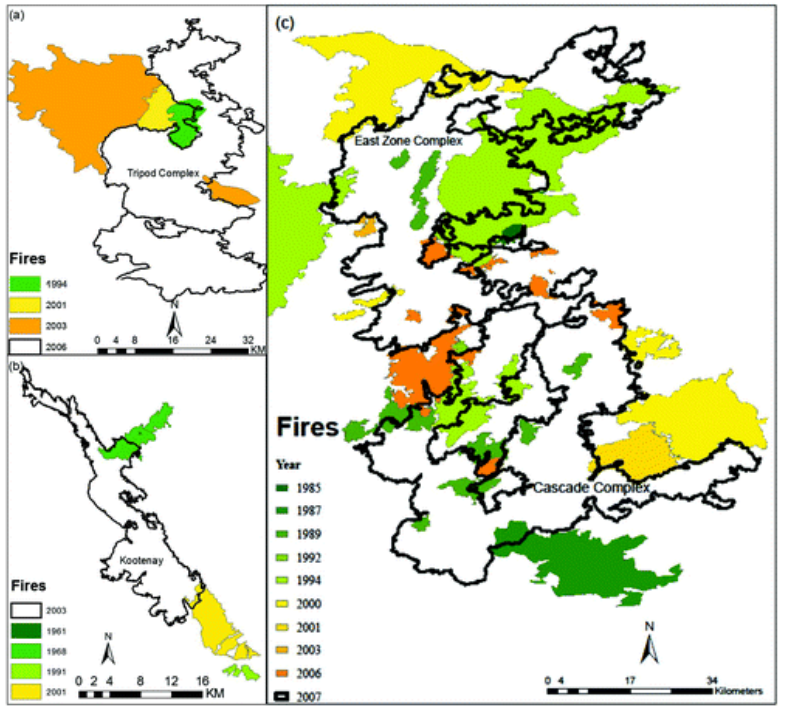 (a)
Tripod Complex
Fires
1994
2001
2003
2006
N
0 4 8 16 24 32
KM
(b)
Kootenay
Fires
2003
1961
1968
1991
2001
N
0 2 4 8 12 16
KM
(c)
East Zone Complex
Cascade Complex
Fires
Year
1985
1987
1989
1992
1994
2000
2001
2003
2006
2007
N
0 4 17 34
Kilometers